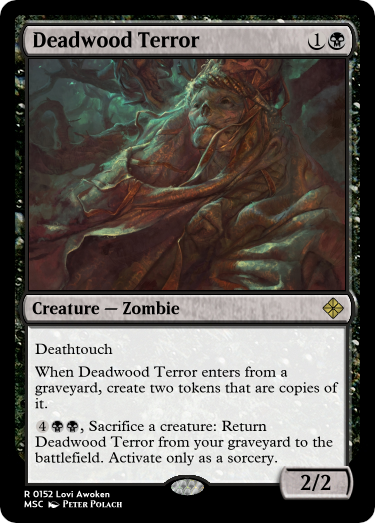 Deadwood Terror 1
Creature — Zombie
Deathtouch
When Deadwood Terror enters from a
graveyard, create two tokens that are copies of
it.
4, Sacrifice a creature: Return
Deadwood Terror from your graveyard to the
battlefield. Activate only as a sorcery.
2/2
R 0152 Lovi Awoken
MSC Peter Polach